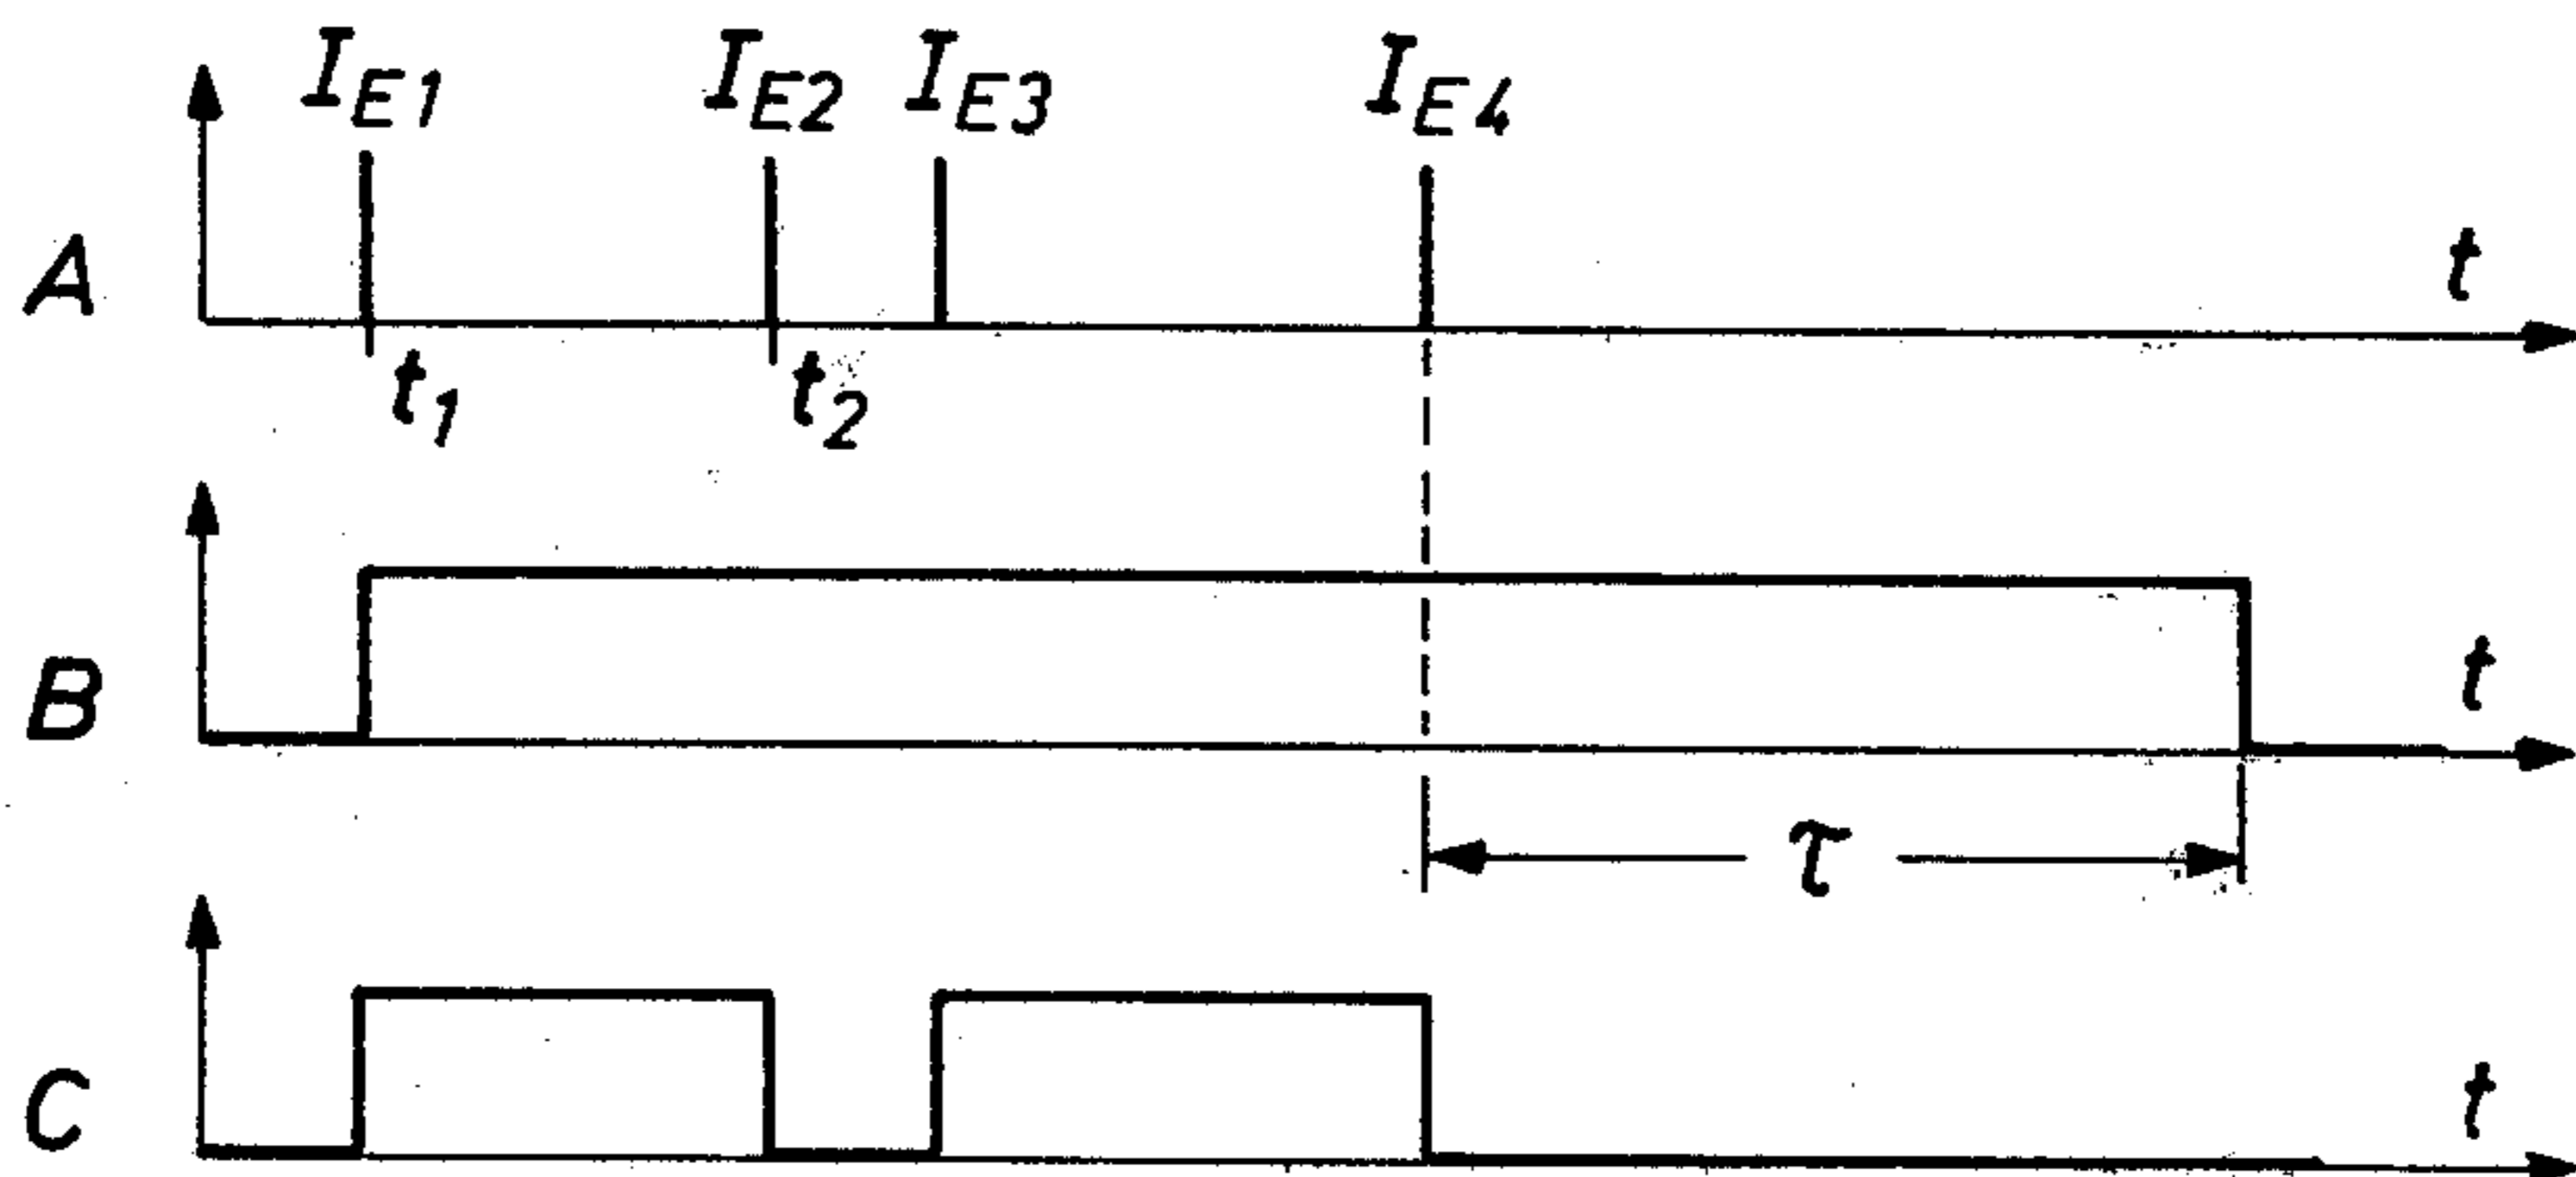 I_E1 I_E2 I_E3 I_E4
A t
t_1 t_2
B t
τ
C t